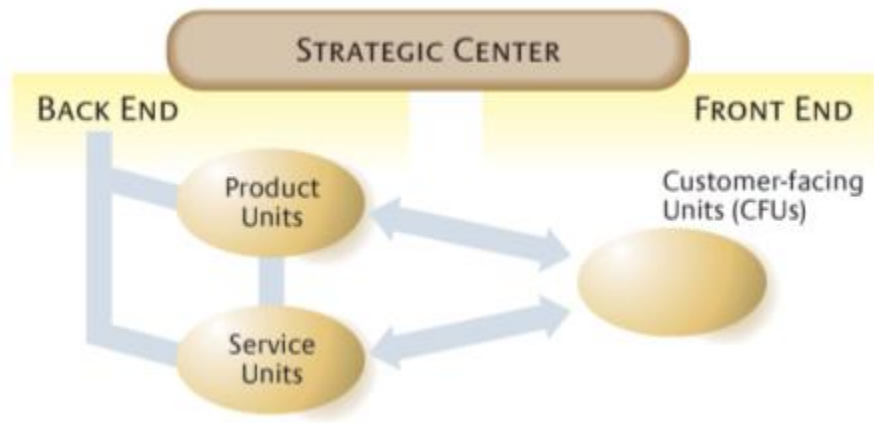 STRATEGIC CENTER
BACK END
FRONT END
Product
Units
Customer-facing
Units (CFUs)
Service
Units